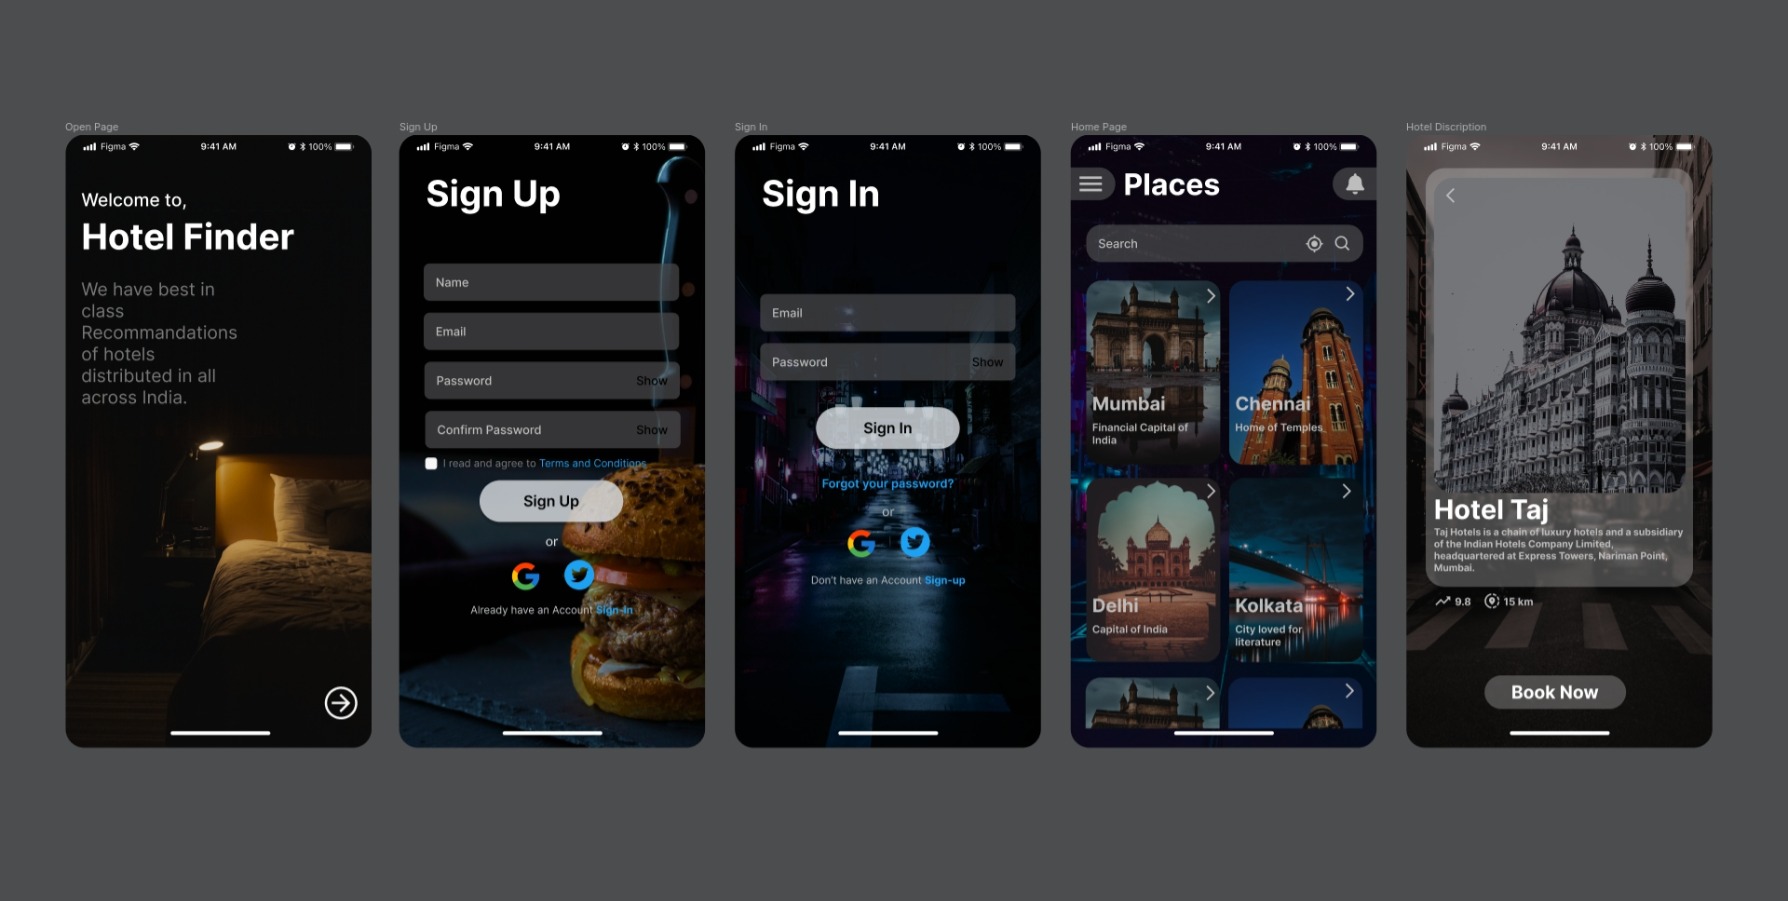 Open Page
Figma 9:41 AM 100%
Welcome to,
Hotel Finder
We have best in
class
Recommandations
of hotels
distributed in all
across India.
Sign Up
Figma 9:41 AM 100%
Sign Up
Name
Email
Password Show
Confirm Password Show
I read and agree to Terms and Conditions
Sign Up
or
Already have an Account Sign-In
Sign In
Figma 9:41 AM 100%
Sign In
Email
Password Show
Sign In
Forgot your password?
or
Don't have an Account Sign-up
Home Page
Figma 9:41 AM 100%
Places
Search
Mumbai
Financial Capital of
India
Chennai
Home of Temples
Delhi
Capital of India
Kolkata
City loved for
literature
Hotel Discription
Figma 9:41 AM 100%
Hotel Taj
Taj Hotels is a chain of luxury hotels and a subsidiary
of the Indian Hotels Company Limited,
headquartered at Express Towers, Nariman Point,
Mumbai.
9.8 15 km
Book Now